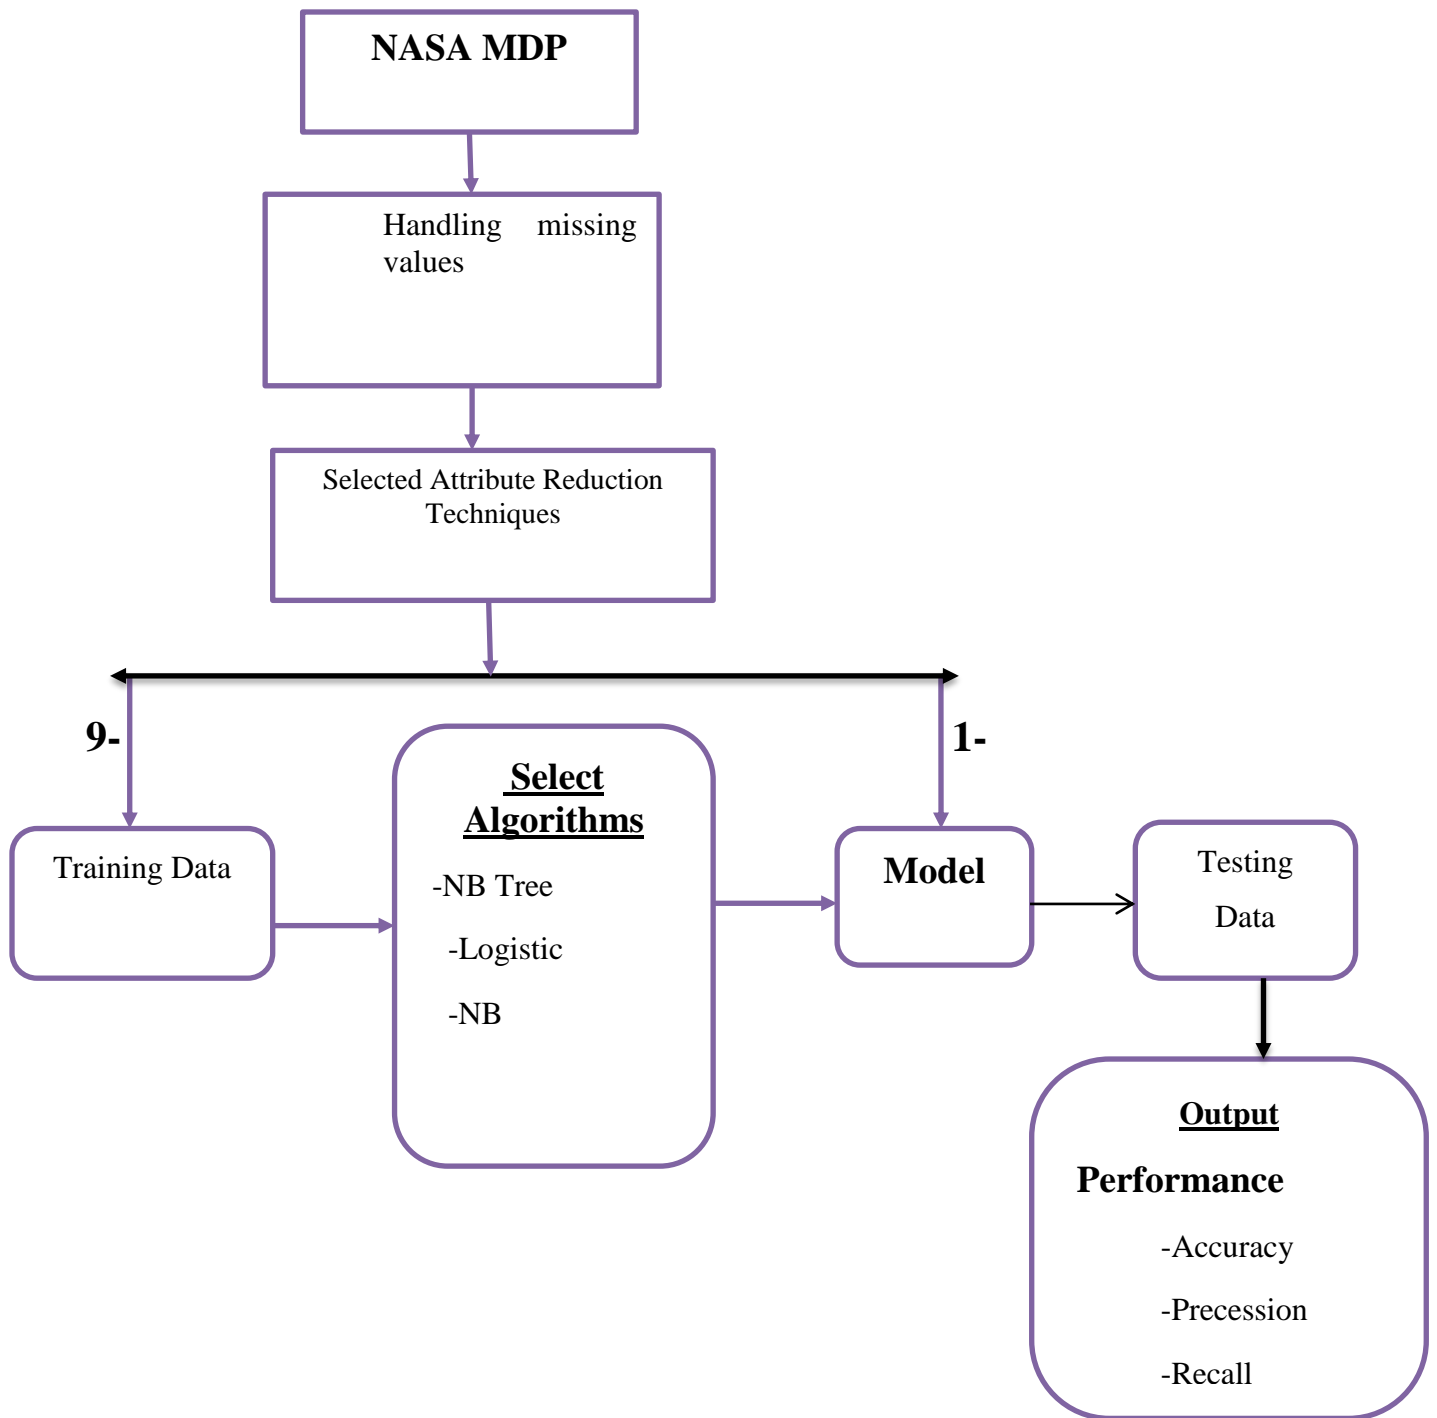 NASA MDP
Handling missing
values
Selected Attribute Reduction
Techniques
9-
1-
Training Data
Select
Algorithms
-NB Tree
-Logistic
-NB
Model
Testing
Data
Output
Performance
-Accuracy
-Precession
-Recall